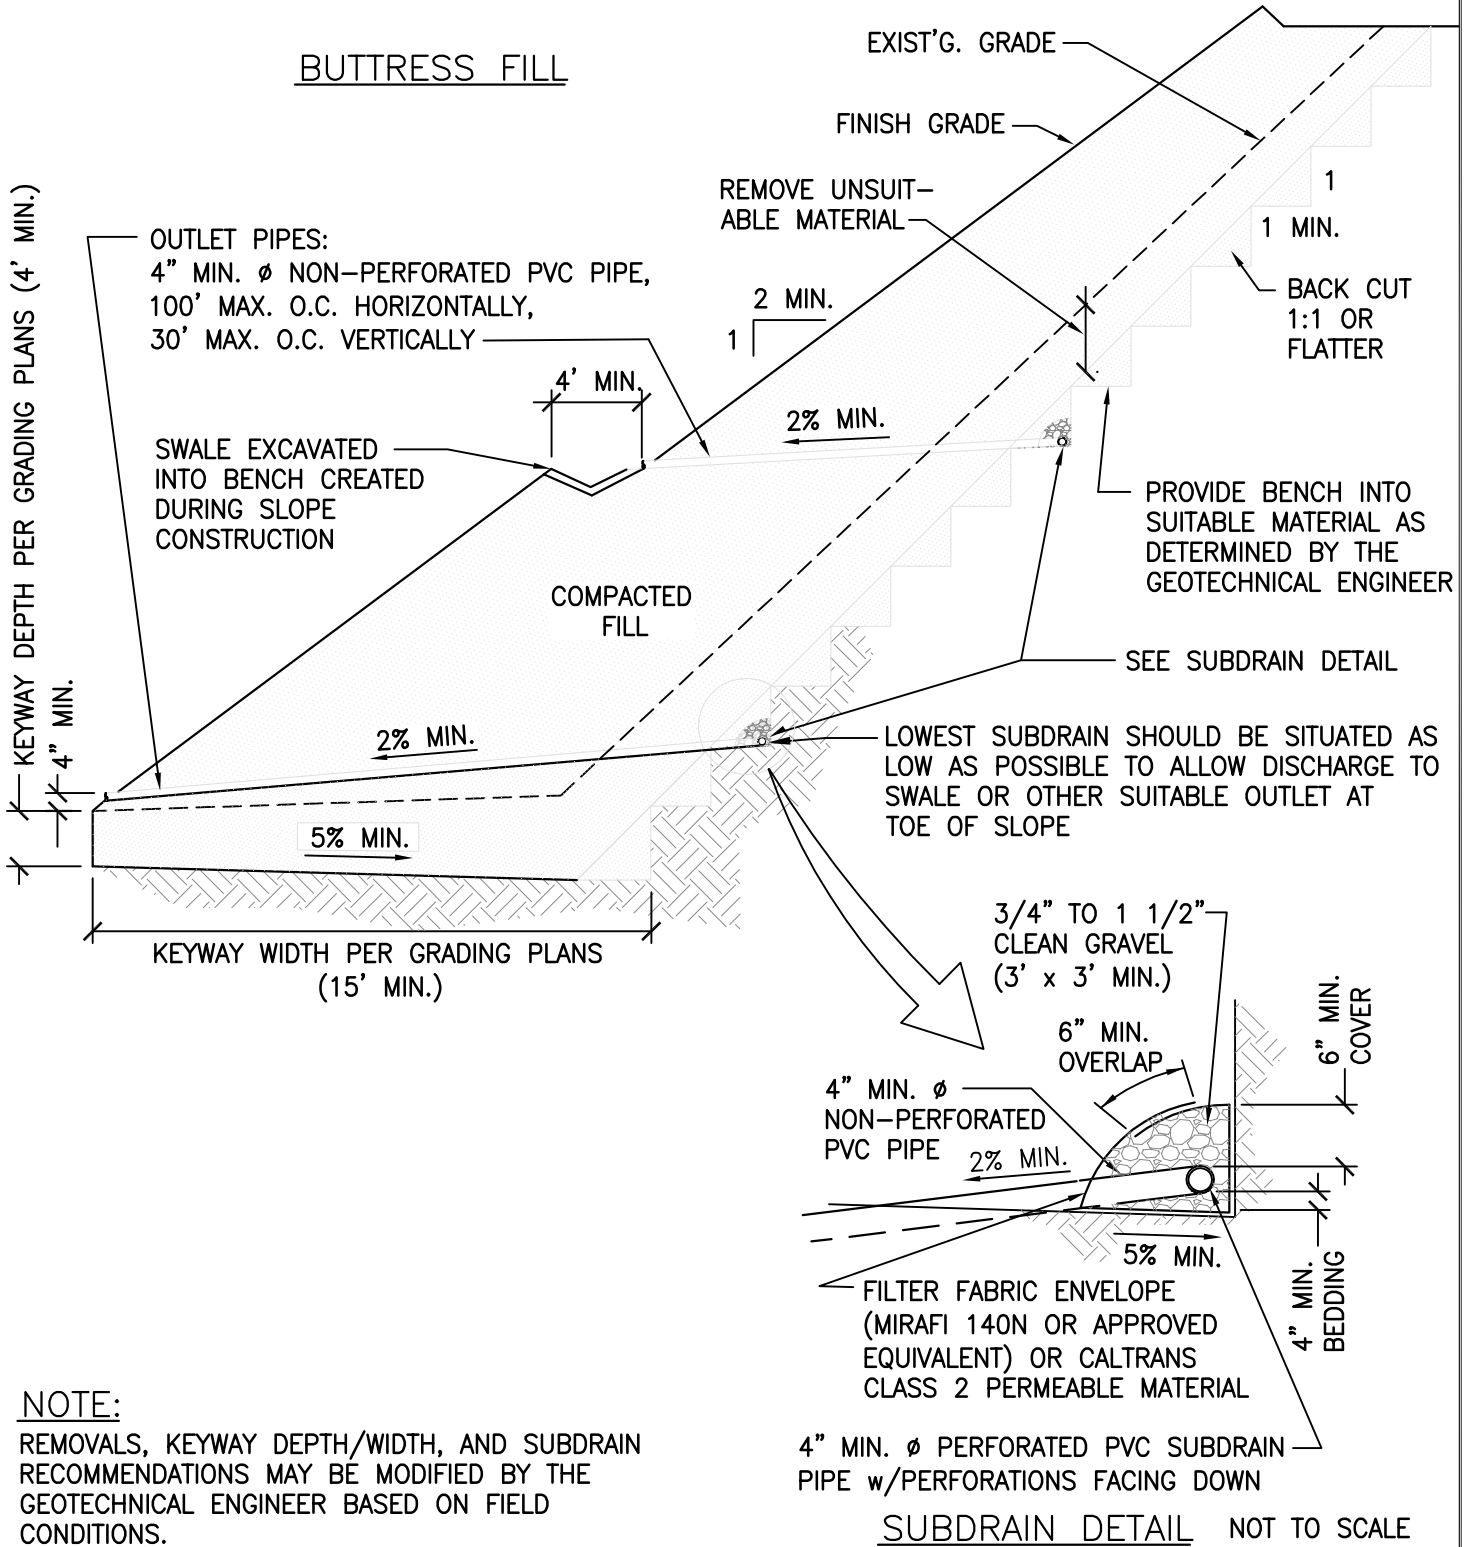 BUTTRESS FILL
EXIST'G. GRADE
FINISH GRADE
REMOVE UNSUIT-
ABLE MATERIAL
1
1 MIN.
BACK CUT
1:1 OR
FLATTER
OUTLET PIPES:
4" MIN. ø NON-PERFORATED PVC PIPE,
100' MAX. O.C. HORIZONTALLY,
30' MAX. O.C. VERTICALLY
2 MIN.
1
4' MIN.
2% MIN.
SWALE EXCAVATED
INTO BENCH CREATED
DURING SLOPE
CONSTRUCTION
PROVIDE BENCH INTO
SUITABLE MATERIAL AS
DETERMINED BY THE
GEOTECHNICAL ENGINEER
COMPACTED
FILL
SEE SUBDRAIN DETAIL
KEYWAY DEPTH PER GRADING PLANS (4' MIN.)
4" MIN.
2% MIN.
LOWEST SUBDRAIN SHOULD BE SITUATED AS
LOW AS POSSIBLE TO ALLOW DISCHARGE TO
SWALE OR OTHER SUITABLE OUTLET AT
TOE OF SLOPE
5% MIN.
KEYWAY WIDTH PER GRADING PLANS
(15' MIN.)
3/4" TO 1 1/2"
CLEAN GRAVEL
(3' x 3' MIN.)
6" MIN.
OVERLAP
6" MIN.
COVER
4" MIN. ø
NON-PERFORATED
PVC PIPE
2% MIN.
5% MIN.
4" MIN.
BEDDING
FILTER FABRIC ENVELOPE
(MIRAFI 140N OR APPROVED
EQUIVALENT) OR CALTRANS
CLASS 2 PERMEABLE MATERIAL
4" MIN. ø PERFORATED PVC SUBDRAIN
PIPE w/PERFORATIONS FACING DOWN
SUBDRAIN DETAIL NOT TO SCALE
NOTE:
REMOVALS, KEYWAY DEPTH/WIDTH, AND SUBDRAIN
RECOMMENDATIONS MAY BE MODIFIED BY THE
GEOTECHNICAL ENGINEER BASED ON FIELD
CONDITIONS.